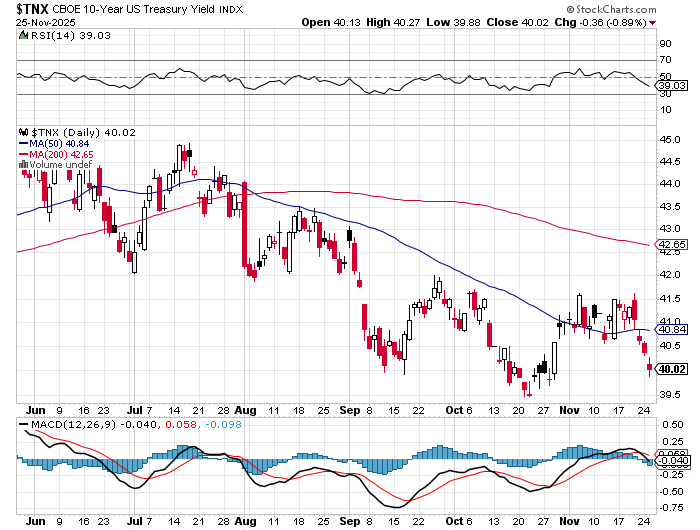 $TNX CBOE 10-Year US Treasury Yield INDX © StockCharts.com
25-Nov-2025 Open 40.13 High 40.27 Low 39.88 Close 40.02 Chg -0.36 (-0.89%)
RSI(14) 39.03
90
70
50
39.03
30
10
$TNX (Daily) 40.02
MA(50) 40.84
MA(200) 42.65
Volume undef
45.0
44.5
44.0
43.5
43.0
42.65
42.5
42.0
41.5
41.0
40.84
40.5
40.02
39.5
Jun 9 16 23 Jul 7 14 21 28 Aug 11 18 25 Sep 8 15 22 Oct 6 13 20 27 Nov 10 17 24
MACD(12,26,9) -0.040, 0.058, -0.098
0.50
0.25
0.058
-0.040
-0.25
-0.50
-0.75
Jun 9 16 23 Jul 7 14 21 28 Aug 11 18 25 Sep 8 15 22 Oct 6 13 20 27 Nov 10 17 24